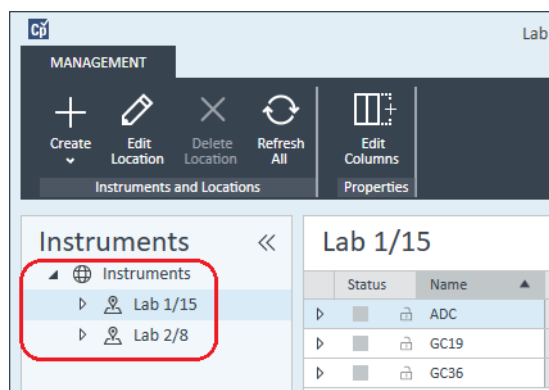 Cp
Lab
MANAGEMENT
Create
Edit
Location
Delete
Location
Refresh
All
Edit
Columns
Instruments and Locations
Properties
Instruments
Instruments
Lab 1/15
Lab 2/8
Lab 1/15
Status
Name
ADC
GC19
GC36